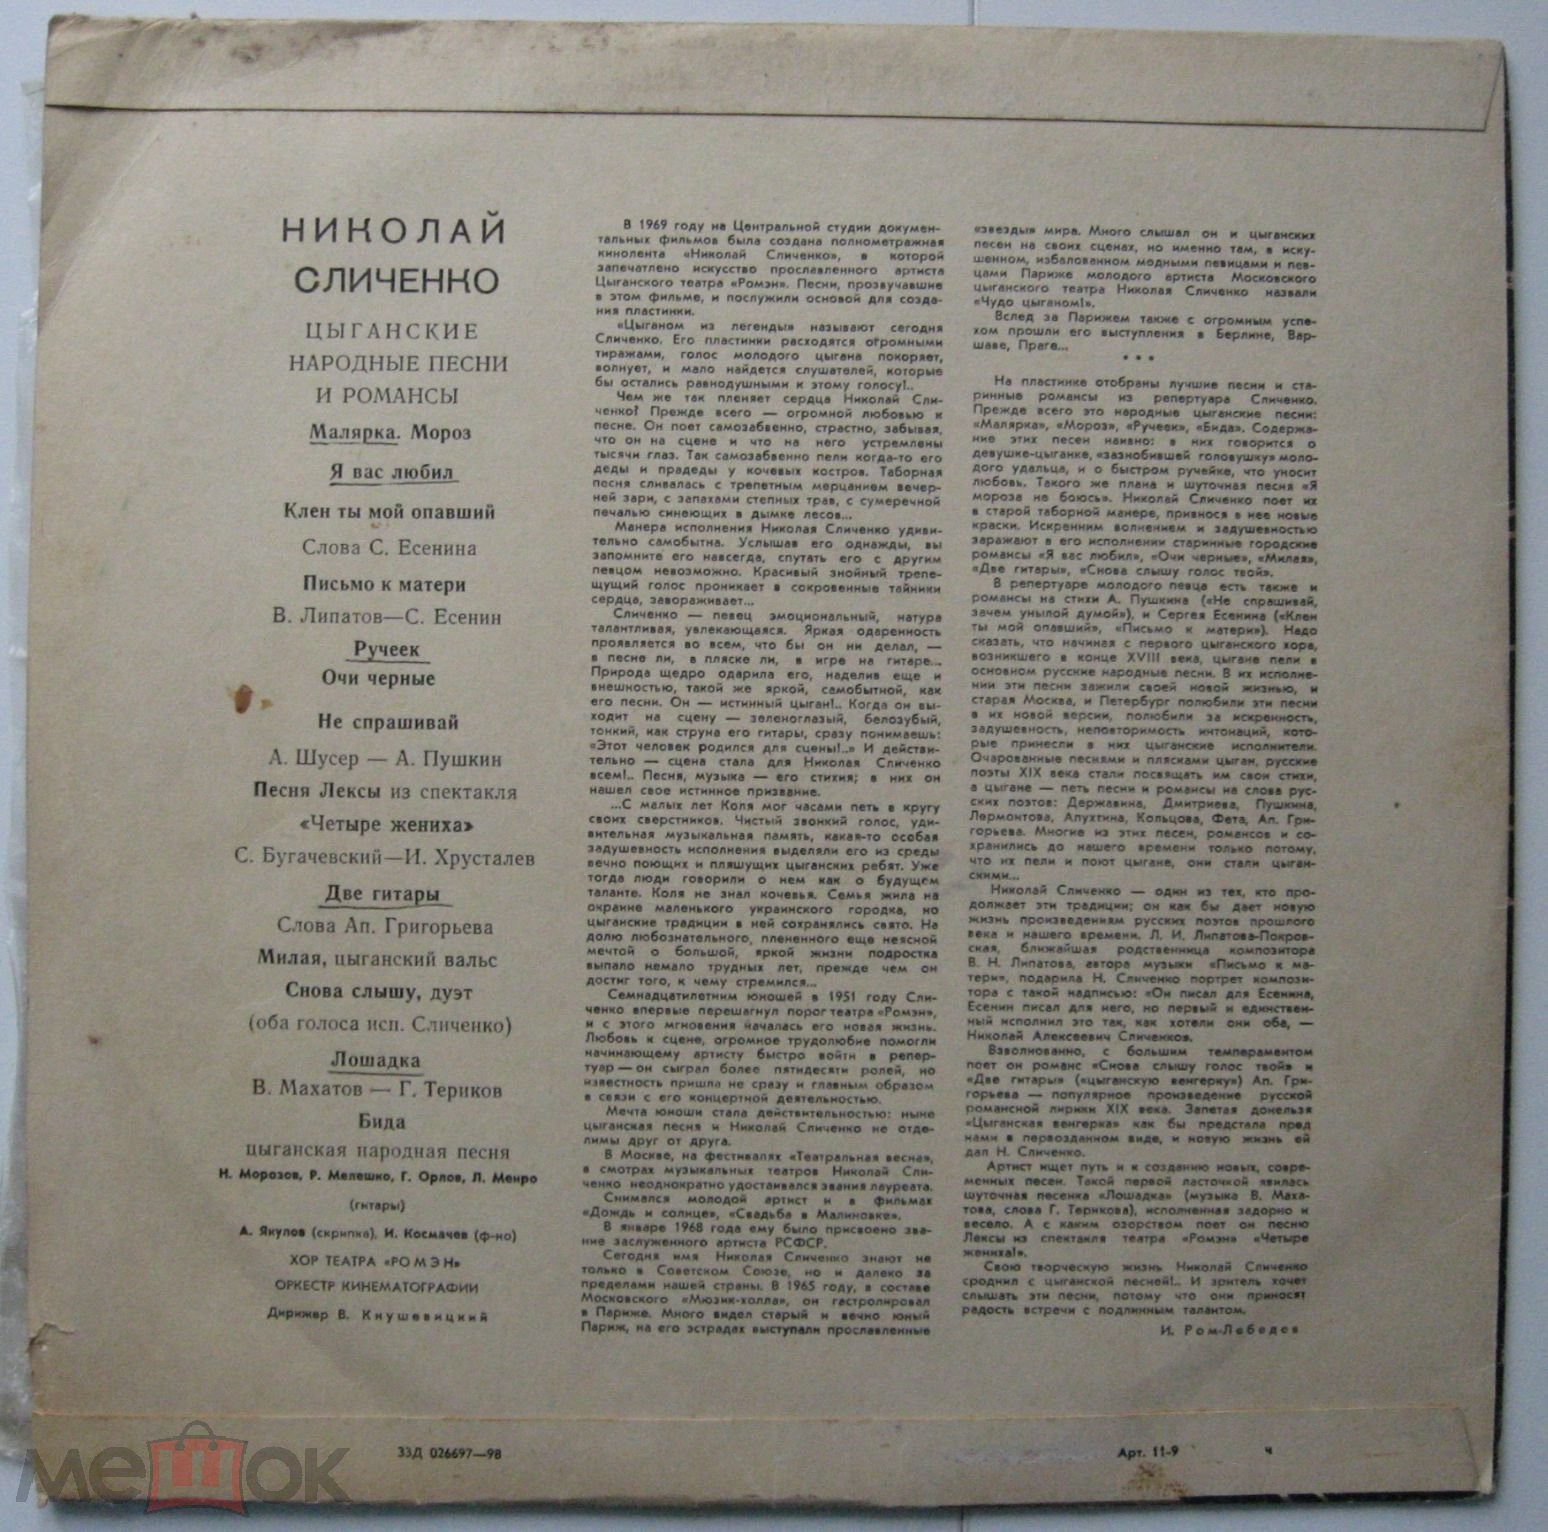 НИКОЛАЙ
СЛИЧЕНКО
ЦЫГАНСКИЕ
НАРОДНЫЕ ПЕСНИ
И РОМАНСЫ
Малярка. Мороз
Я вас любил
Клен ты мой опавший
Слова С. Есенина
Письмо к матери
В. Липатов—С. Есенин
Ручеек
Очи черные
Не спрашивай
А. Шусер — А. Пушкин
Песня Лексы из спектакля
«Четыре жениха»
С. Бугачевский—И. Хрусталев
Две гитары
Слова Ап. Григорьева
Милая, цыганский вальс
Снова слышу, дуэт
(оба голоса исп. Сличенко)
Лошадка
В. Махатов — Г. Териков
Бида
цыганская народная песня
Н. Морозов, Р. Мелешко, Г. Орлов, Л. Менро
(гитары)
А. Якулов (скрипка), И. Космачев (ф-но)
ХОР ТЕАТРА «РОМЭН»
ОРКЕСТР КИНЕМАТОГРАФИИ
Дирижер В. Кнушевицкий
В 1969 году на Центральной студии докумен-
тальных фильмов была создана полнометражная
кинолента «Николай Сличенко», в которой
запечатлено искусство прославленного артиста
Цыганского театра «Ромэн». Песни, прозвучавшие
в этом фильме, и послужили основой для созда-
ния пластинки.
«Цыганом из легенды» называют сегодня
Сличенко. Его пластинки расходятся огромными
тиражами, голос молодого цыгана покоряет,
волнует, и мало найдется слушателей, которые
бы остались равнодушными к этому голосу!..
Чем же так пленяет сердца Николай Сли-
ченко? Прежде всего — огромной любовью к
песне. Он поет самозабвенно, страстно, забывая,
что он на сцене и что на него устремлены
тысячи глаз. Так самозабвенно пели когда-то его
деды и прадеды у кочевых костров. Таборная
песня сливалась с трепетным мерцанием вечер-
ней зари, с запахами степных трав, с сумеречной
печалью синеющих в дымке лесов...
Манера исполнения Николая Сличенко удиви-
тельно самобытна. Услышав его однажды, вы
запомните его навсегда, спутать его с другим
певцом невозможно. Красивый знойный трепе-
щущий голос проникает в сокровенные тайники
сердца, завораживает...
Сличенко — певец эмоциональный, натура
талантливая, увлекающаяся. Яркая одаренность
проявляется во всем, что бы он ни делал, —
в песне ли, в пляске ли, в игре на гитаре...
Природа щедро одарила его, наделив еще и
внешностью, такой же яркой, самобытной, как
его песни. Он — истинный цыган!.. Когда он вы-
ходит на сцену — зеленоглазый, белозубый,
тонкий, как струна его гитары, сразу понимаешь:
«Этот человек родился для сцены!..» И действи-
тельно — сцена стала для Николая Сличенко
всем!.. Песня, музыка — его стихия; в них он
нашел свое истинное призвание.
...С малых лет Коля мог часами петь в кругу
своих сверстников. Чистый звонкий голос, уди-
вительная музыкальная память, какая-то особая
задушевность исполнения выделяли его из среды
вечно поющих и пляшущих цыганских ребят. Уже
тогда люди говорили о нем как о будущем
таланте. Коля не знал кочевья. Семья жила на
окраине маленького украинского городка, но
цыганские традиции в ней сохранялись свято. На
долю любознательного, плененного еще неясной
мечтой о большой, яркой жизни подростка
выпало немало трудных лет, прежде чем он
достиг того, к чему стремился...
Семнадцатилетним юношей в 1951 году Сли-
ченко впервые перешагнул порог театра «Ромэн»,
и с этого мгновения началась его новая жизнь.
Любовь к сцене, огромное трудолюбие помогли
начинающему артисту быстро войти в репер-
туар — он сыграл более пятидесяти ролей, но
известность пришла не сразу и главным образом
в связи с его концертной деятельностью.
Мечта юноши стала действительностью: ныне
цыганская песня и Николай Сличенко не отде-
лимы друг от друга.
В Москве, на фестивалях «Театральная весна»,
в смотрах музыкальных театров Николай Сли-
ченко неоднократно удостаивался звания лауреата.
Снимался молодой артист и в фильмах
«Дождь и солнце», «Свадьба в Малиновке».
В январе 1968 года ему было присвоено зва-
ние заслуженного артиста РСФСР.
Сегодня имя Николая Сличенко знают не
только в Советском Союзе, но и далеко за
пределами нашей страны. В 1965 году, в составе
Московского «Мюзик-холла», он гастролировал
в Париже. Много видел старый и вечно юный
Париж, на его эстрадах выступали прославленные
«звезды» мира. Много слышал он и цыганских
песен на своих сценах, но именно там, в иску-
шенном, избалованном модными певицами и пев-
цами Париже молодого артиста Московского
цыганского театра Николая Сличенко назвали
«Чудо цыганом!».
Вслед за Парижем также с огромным успе-
хом прошли его выступления в Берлине, Вар-
шаве, Праге...
* * *
На пластинке отобраны лучшие песни и ста-
ринные романсы из репертуара Сличенко.
Прежде всего это народные цыганские песни:
«Малярка», «Мороз», «Ручеек», «Бида». Содержа-
ние этих песен наивно: в них говорится о
девушке-цыганке, «зазнобившей головушку» моло-
дого удальца, и о быстром ручейке, что уносит
любовь. Такого же плана и шуточная песня «Я
мороза не боюсь». Николай Сличенко поет их
в старой таборной манере, привнося в нее новые
краски. Искренним волнением и задушевностью
заражают в его исполнении старинные городские
романсы «Я вас любил», «Очи черные», «Милая»,
«Две гитары», «Снова слышу голос твой».
В репертуаре молодого певца есть также и
романсы на стихи А. Пушкина («Не спрашивай,
зачем унылой думой»), и Сергея Есенина («Клен
ты мой опавший», «Письмо к матери»). Надо
сказать, что начиная с первого цыганского хора,
возникшего в конце XVIII века, цыгане пели в
основном русские народные песни. В их исполне-
нии эти песни зажили своей новой жизнью, и
старая Москва, и Петербург полюбили эти песни
в их новой версии, полюбили за искренность,
задушевность, неповторимость интонаций, кото-
рые принесли в них цыганские исполнители.
Очарованные песнями и плясками цыган, русские
поэты XIX века стали посвящать им свои стихи,
а цыгане — петь песни и романсы на слова рус-
ских поэтов: Державина, Дмитриева, Пушкина,
Лермонтова, Апухтина, Кольцова, Фета, Ап. Гри-
горьева. Многие из этих песен, романсов и со-
хранились до нашего времени только потому,
что их пели и поют цыгане, они стали цыган-
скими...
Николай Сличенко — один из тех, кто про-
должает эти традиции; он как бы дает новую
жизнь произведениям русских поэтов прошлого
века и нашего времени. Л. И. Липатова-Покров-
ская, ближайшая родственница композитора
В. Н. Липатова, автора музыки «Письмо к ма-
тери», подарила Н. Сличенко портрет компози-
тора с такой надписью: «Он писал для Есенина,
Есенин писал для него, но первый и единствен-
ный исполнил это так, как хотели они оба, —
Николай Алексеевич Сличенко».
Взволнованно, с большим темпераментом
поет он романс «Снова слышу голос твой» и
«Две гитары» («цыганскую венгерку») Ап. Гри-
горьева — популярное произведение русской
романсной лирики XIX века. Запетая донельзя
«Цыганская венгерка» как бы предстала пред
нами в первозданном виде, и новую жизнь ей
дал Н. Сличенко.
Артист ищет путь и к созданию новых, совре-
менных песен. Такой первой ласточкой явилась
шуточная песенка «Лошадка» (музыка В. Маха-
това, слова Г. Терикова), исполненная задорно и
весело. А с каким озорством поет он песню
Лексы из спектакля театра «Ромэн» «Четыре
жениха!».
Свою творческую жизнь Николай Сличенко
сроднил с цыганской песней!.. И зритель хочет
слышать эти песни, потому что они приносят
радость встречи с подлинным талантом.
И. Ром-Лебедев
33Д 026697—98
Арт. 11-9
ч
мешок